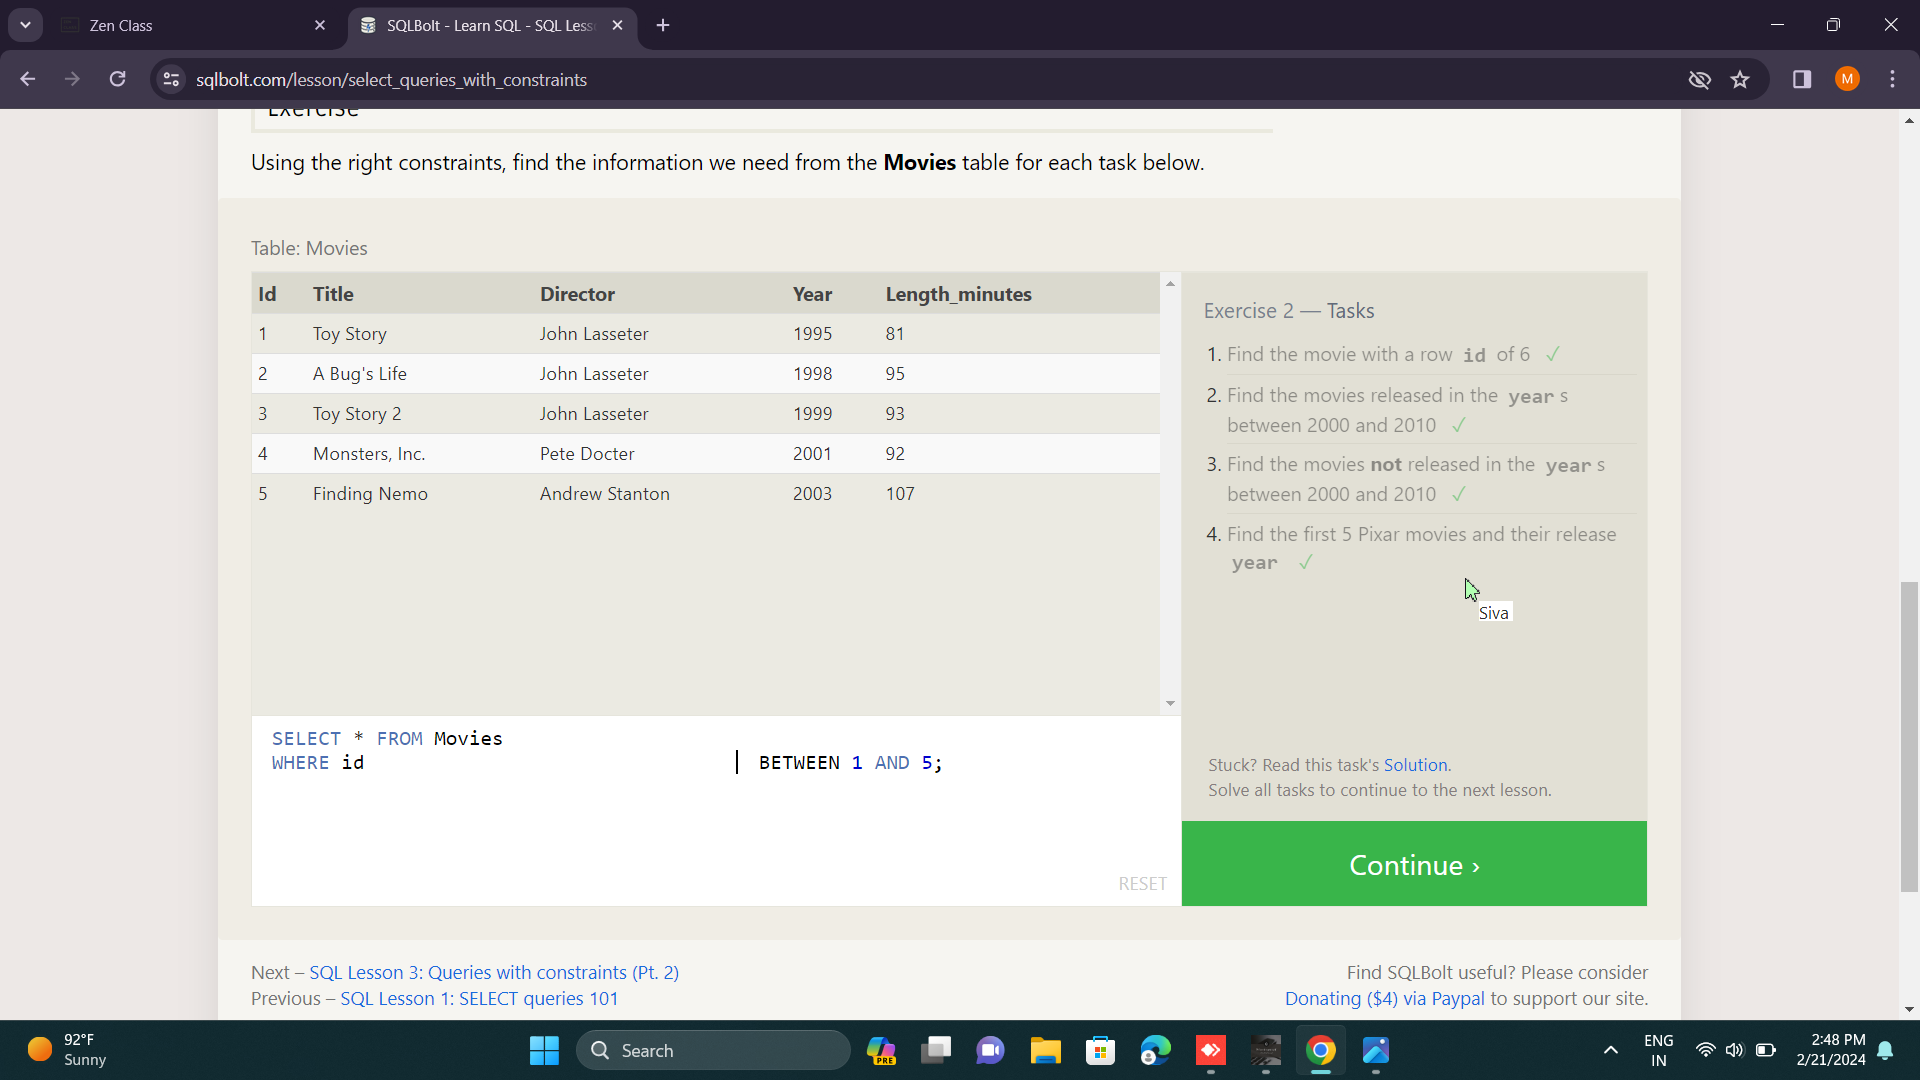 Zen Class
SQLBolt - Learn SQL - SQL Less
sqlbolt.com/lesson/select_queries_with_constraints
M
Exercise
Using the right constraints, find the information we need from the Movies table for each task below.
Table: Movies
Id Title Director Year Length_minutes
1 Toy Story John Lasseter 1995 81
2 A Bug's Life John Lasseter 1998 95
3 Toy Story 2 John Lasseter 1999 93
4 Monsters, Inc. Pete Docter 2001 92
5 Finding Nemo Andrew Stanton 2003 107
SELECT * FROM Movies
WHERE id BETWEEN 1 AND 5;
RESET
Exercise 2 — Tasks
1. Find the movie with a row id of 6 ✓
2. Find the movies released in the year s
between 2000 and 2010 ✓
3. Find the movies not released in the year s
between 2000 and 2010 ✓
4. Find the first 5 Pixar movies and their release
year ✓
Siva
Stuck? Read this task's Solution.
Solve all tasks to continue to the next lesson.
Continue ›
Next – SQL Lesson 3: Queries with constraints (Pt. 2)
Previous – SQL Lesson 1: SELECT queries 101
Find SQLBolt useful? Please consider
Donating ($4) via Paypal to support our site.
92°F
Sunny
Search
PRE
ENG
IN
2:48 PM
2/21/2024